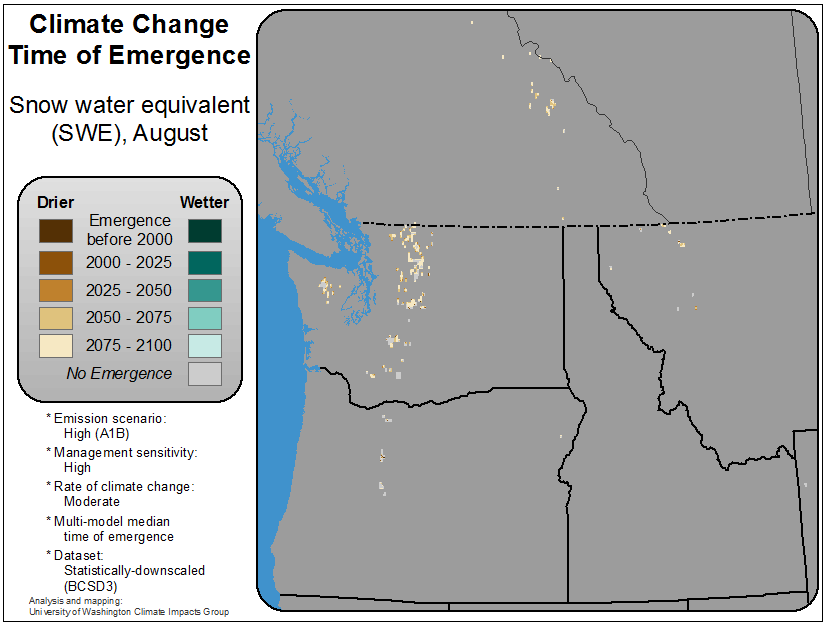 Climate Change
Time of Emergence
Snow water equivalent
(SWE), August
Drier
Wetter
Emergence
before 2000
2000 - 2025
2025 - 2050
2050 - 2075
2075 - 2100
No Emergence
* Emission scenario:
High (A1B)
* Management sensitivity:
High
* Rate of climate change:
Moderate
* Multi-model median
time of emergence
* Dataset:
Statistically-downscaled
(BCSD3)
Analysis and mapping:
University of Washington Climate Impacts Group